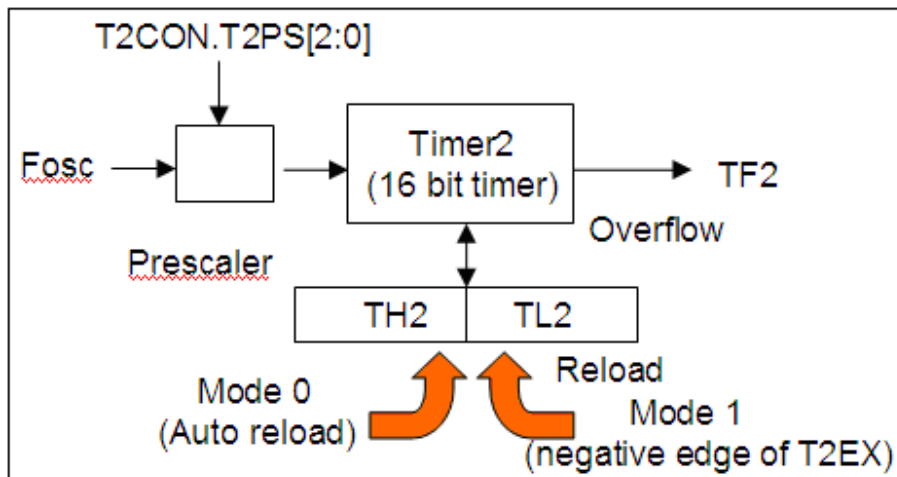 T2CON.T2PS[2:0]
Fosc
Timer2
(16 bit timer)
TF2
Overflow
Prescaler
TH2
TL2
Reload
Mode 0
(Auto reload)
Mode 1
(negative edge of T2EX)